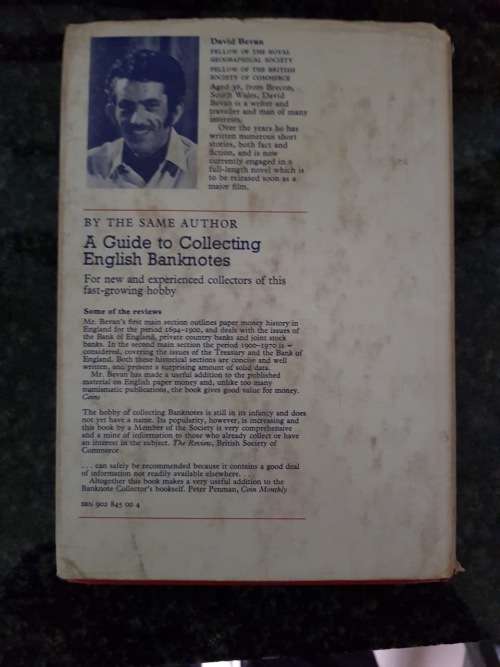 David Bevan
FELLOW OF THE ROYAL
GEOGRAPHICAL SOCIETY
FELLOW OF THE BRITISH
SOCIETY OF COMMERCE
Aged 36, from Brecon,
South Wales, David
Bevan is a writer and
traveller and man of many
interests.
Over the years he has
written numerous short
stories, both fact and
fiction, and is now
currently engaged in a
full-length novel which is
to be released soon as a
major film.
BY THE SAME AUTHOR
A Guide to Collecting
English Banknotes
For new and experienced collectors of this
fast-growing hobby
Some of the reviews
Mr. Bevan's first main section outlines paper money history in
England for the period 1694-1900, and deals with the issues of
the Bank of England, private country banks and joint stock
banks. In the second main section the period 1900-1970 is
considered, covering the issues of the Treasury and the Bank of
England. Both these historical sections are concise and well
written, and present a surprising amount of solid data.
Mr. Bevan has made a useful addition to the published
material on English paper money and, unlike too many
numismatic publications, the book gives good value for money.
Coins
The hobby of collecting Banknotes is still in its infancy and does
not yet have a name. Its popularity, however, is increasing and
this book by a Member of the Society is very comprehensive
and a mine of information to those who already collect or have
an interest in the subject. The Review, British Society of
Commerce
. . . can safely be recommended because it contains a good deal
of information not readily available elsewhere. . . .
Altogether this book makes a very useful addition to the
Banknote Collector's bookself. Peter Penman, Coin Monthly
SBN 902 845 00 4